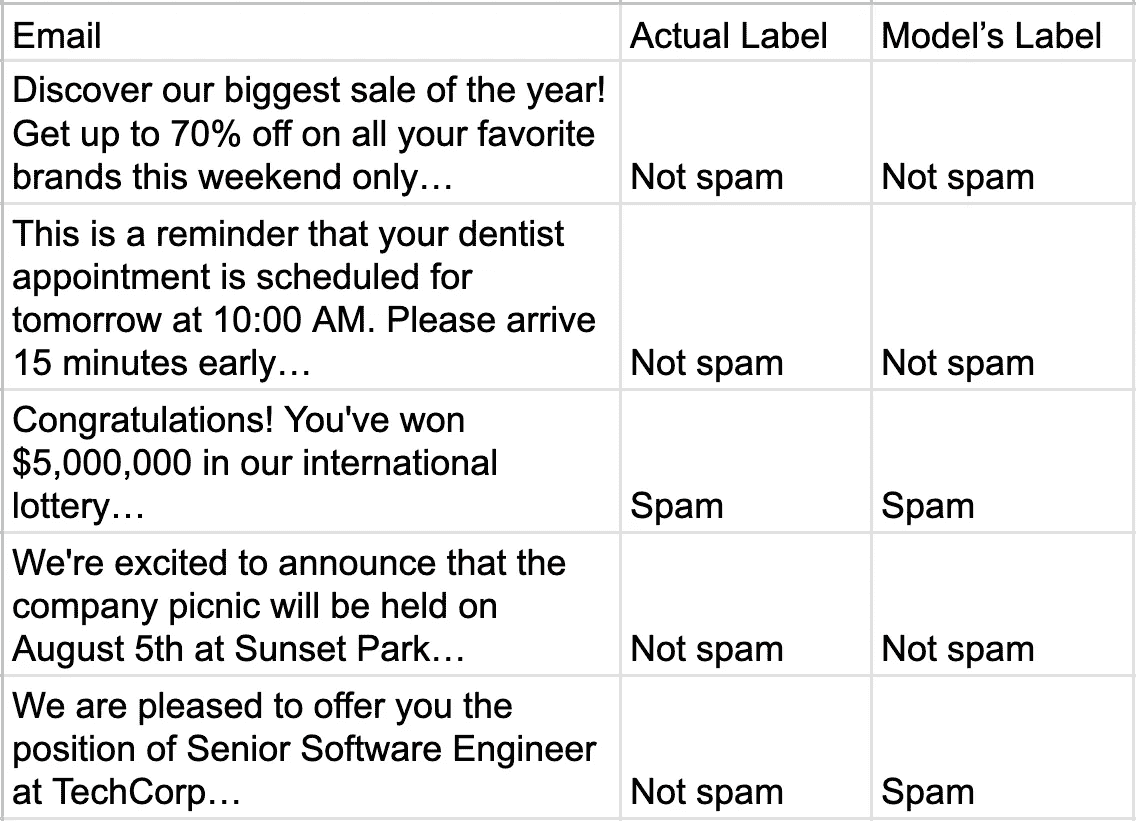 Email Actual Label Model’s Label
Discover our biggest sale of the year!
Get up to 70% off on all your favorite
brands this weekend only… Not spam Not spam
This is a reminder that your dentist
appointment is scheduled for
tomorrow at 10:00 AM. Please arrive
15 minutes early… Not spam Not spam
Congratulations! You've won
$5,000,000 in our international
lottery… Spam Spam
We're excited to announce that the
company picnic will be held on
August 5th at Sunset Park… Not spam Not spam
We are pleased to offer you the
position of Senior Software Engineer
at TechCorp… Not spam Spam